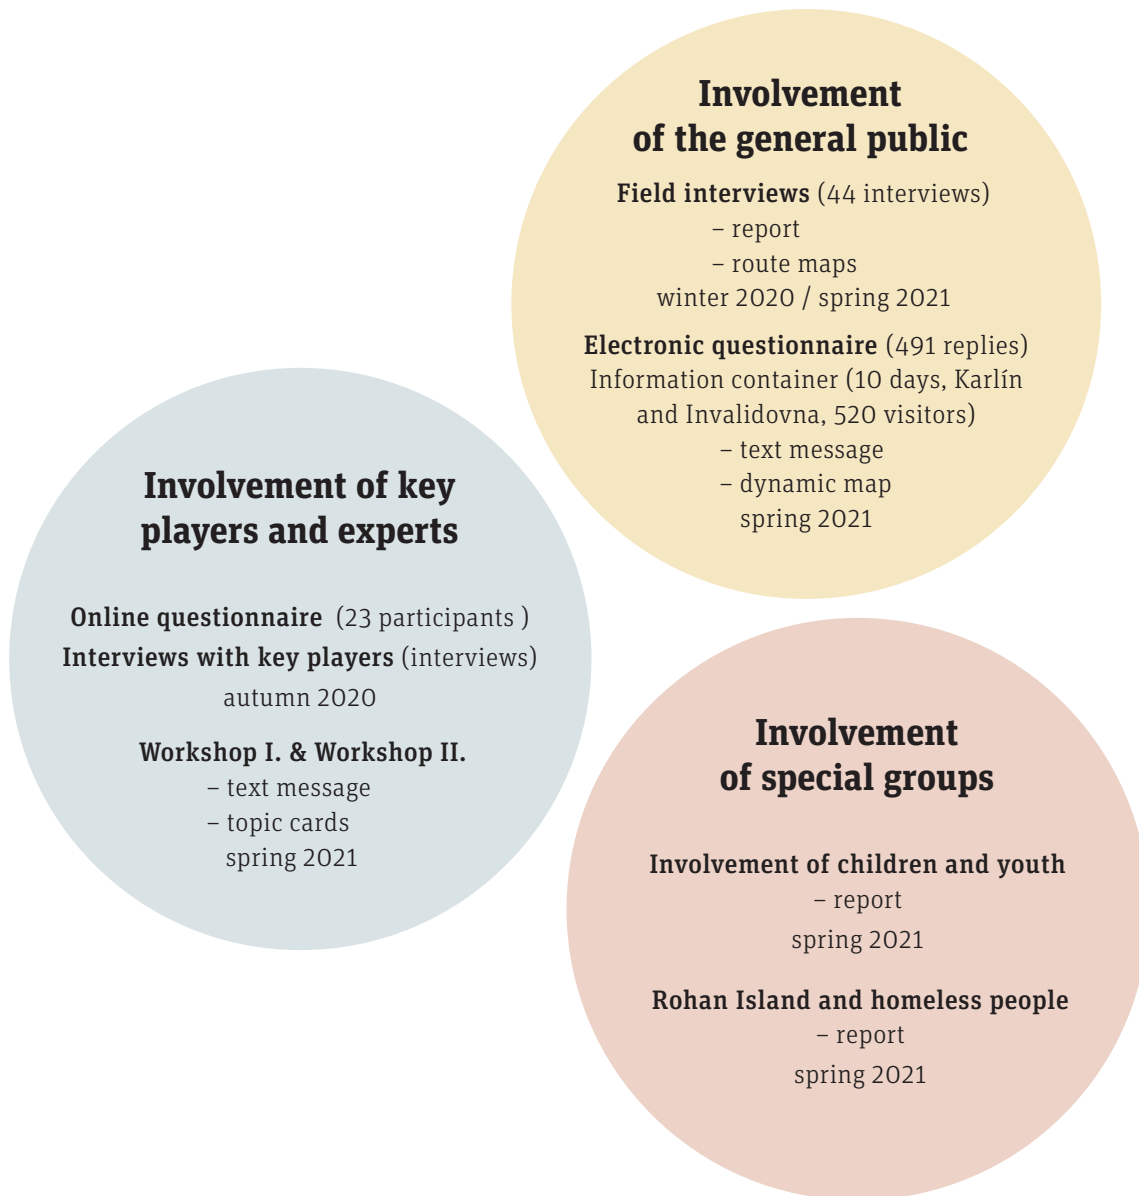 Involvement
of the general public
Field interviews (44 interviews)
– report
– route maps
winter 2020 / spring 2021
Electronic questionnaire (491 replies)
Information container (10 days, Karlín
and Invalidovna, 520 visitors)
– text message
– dynamic map
spring 2021
Involvement of key
players and experts
Online questionnaire (23 participants )
Interviews with key players (interviews)
autumn 2020
Workshop I. & Workshop II.
– text message
– topic cards
spring 2021
Involvement
of special groups
Involvement of children and youth
– report
spring 2021
Rohan Island and homeless people
– report
spring 2021